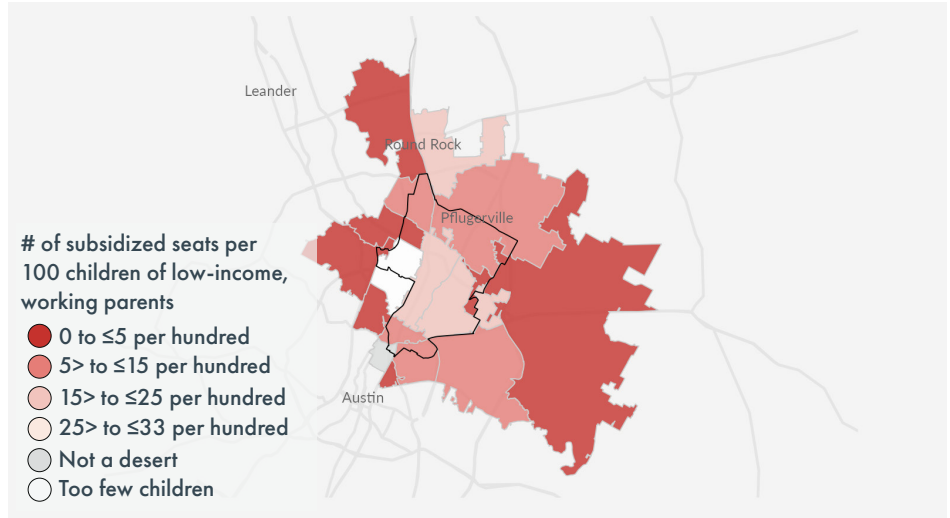 Leander
Round Rock
Pflugerville
# of subsidized seats per
100 children of low-income,
working parents
0 to ≤5 per hundred
5> to ≤15 per hundred
15> to ≤25 per hundred
25> to ≤33 per hundred
Not a desert
Too few children
Austin